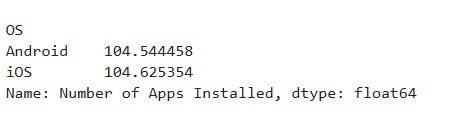 OS
Android    104.544458
iOS        104.625354
Name: Number of Apps Installed, dtype: float64